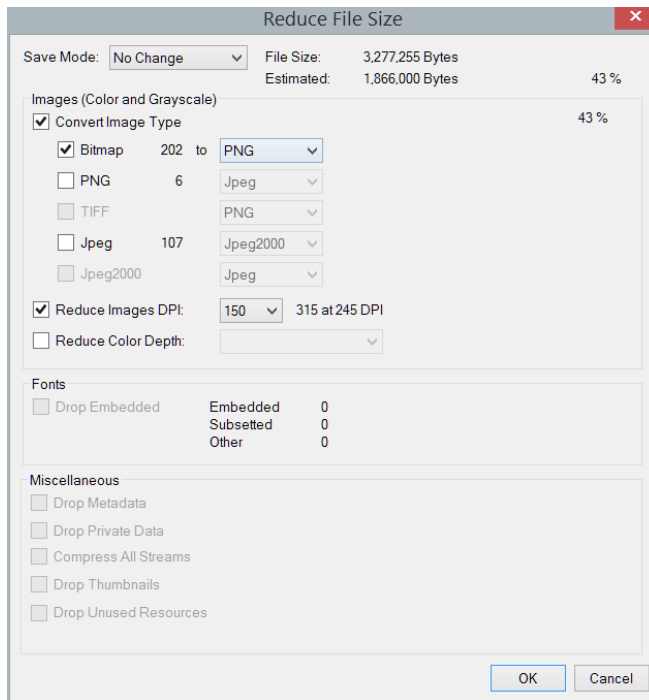 Reduce File Size
Save Mode: No Change File Size: 3,277,255 Bytes
Estimated: 1,866,000 Bytes 43 %
Images (Color and Grayscale)
Convert Image Type 43 %
Bitmap 202 to PNG
PNG 6 Jpeg
TIFF PNG
Jpeg 107 Jpeg2000
Jpeg2000 Jpeg
Reduce Images DPI: 150 315 at 245 DPI
Reduce Color Depth:
Fonts
Drop Embedded Embedded 0
Subsetted 0
Other 0
Miscellaneous
Drop Metadata
Drop Private Data
Compress All Streams
Drop Thumbnails
Drop Unused Resources
OK Cancel